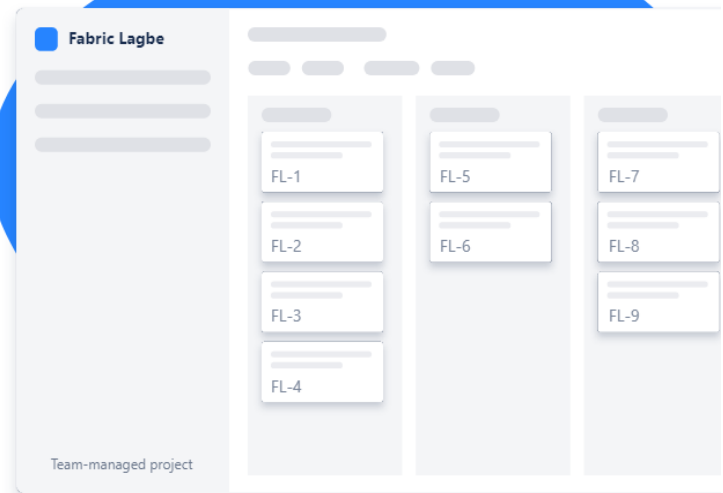 Fabric Lagbe
FL-1
FL-2
FL-3
FL-4
FL-5
FL-6
FL-7
FL-8
FL-9
Team-managed project